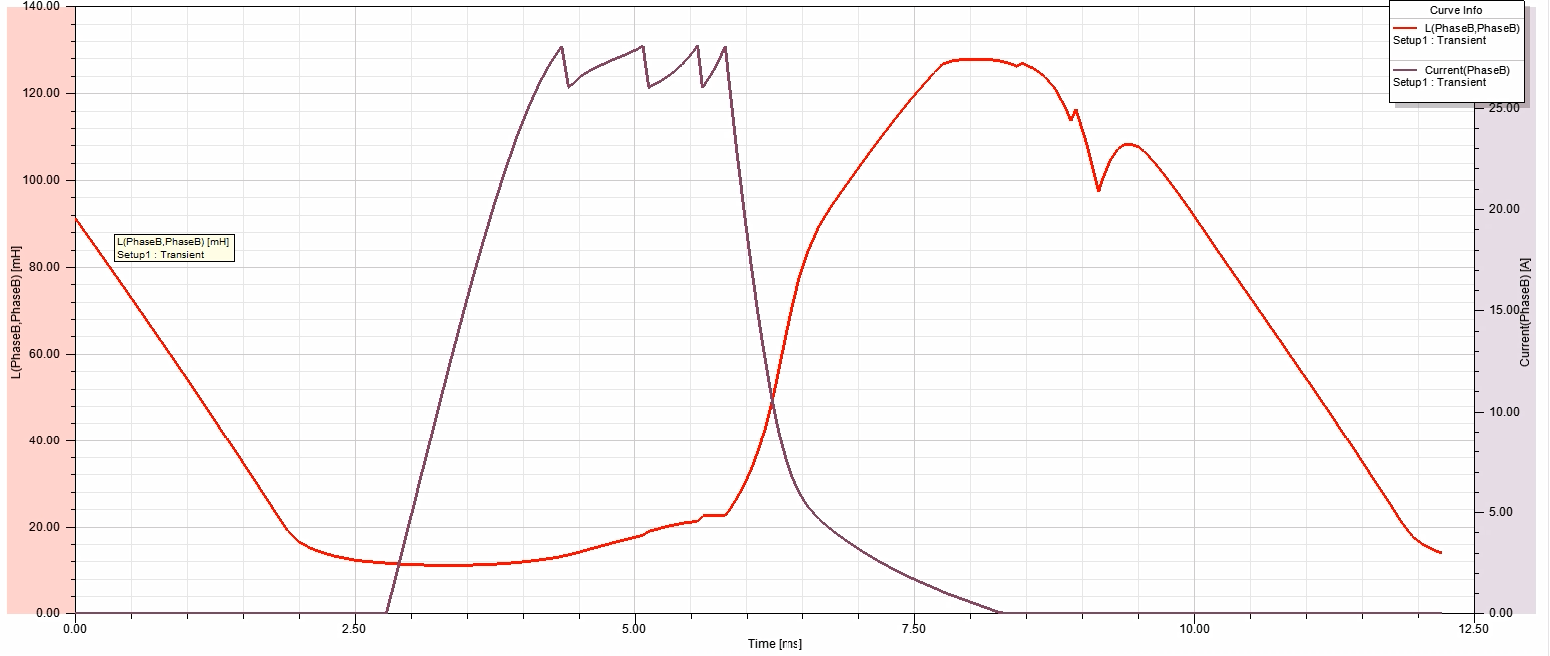 140.00
120.00
100.00
80.00
60.00
40.00
20.00
0.00
L(PhaseB,PhaseB) [mH]
L(PhaseB,PhaseB) [mH]
Setup1 : Transient
Curve Info
L(PhaseB,PhaseB)
Setup1 : Transient
Current(PhaseB)
Setup1 : Transient
25.00
20.00
15.00
10.00
5.00
0.00
Current(PhaseB) [A]
0.00 2.50 5.00 7.50 10.00 12.50
Time [ms]